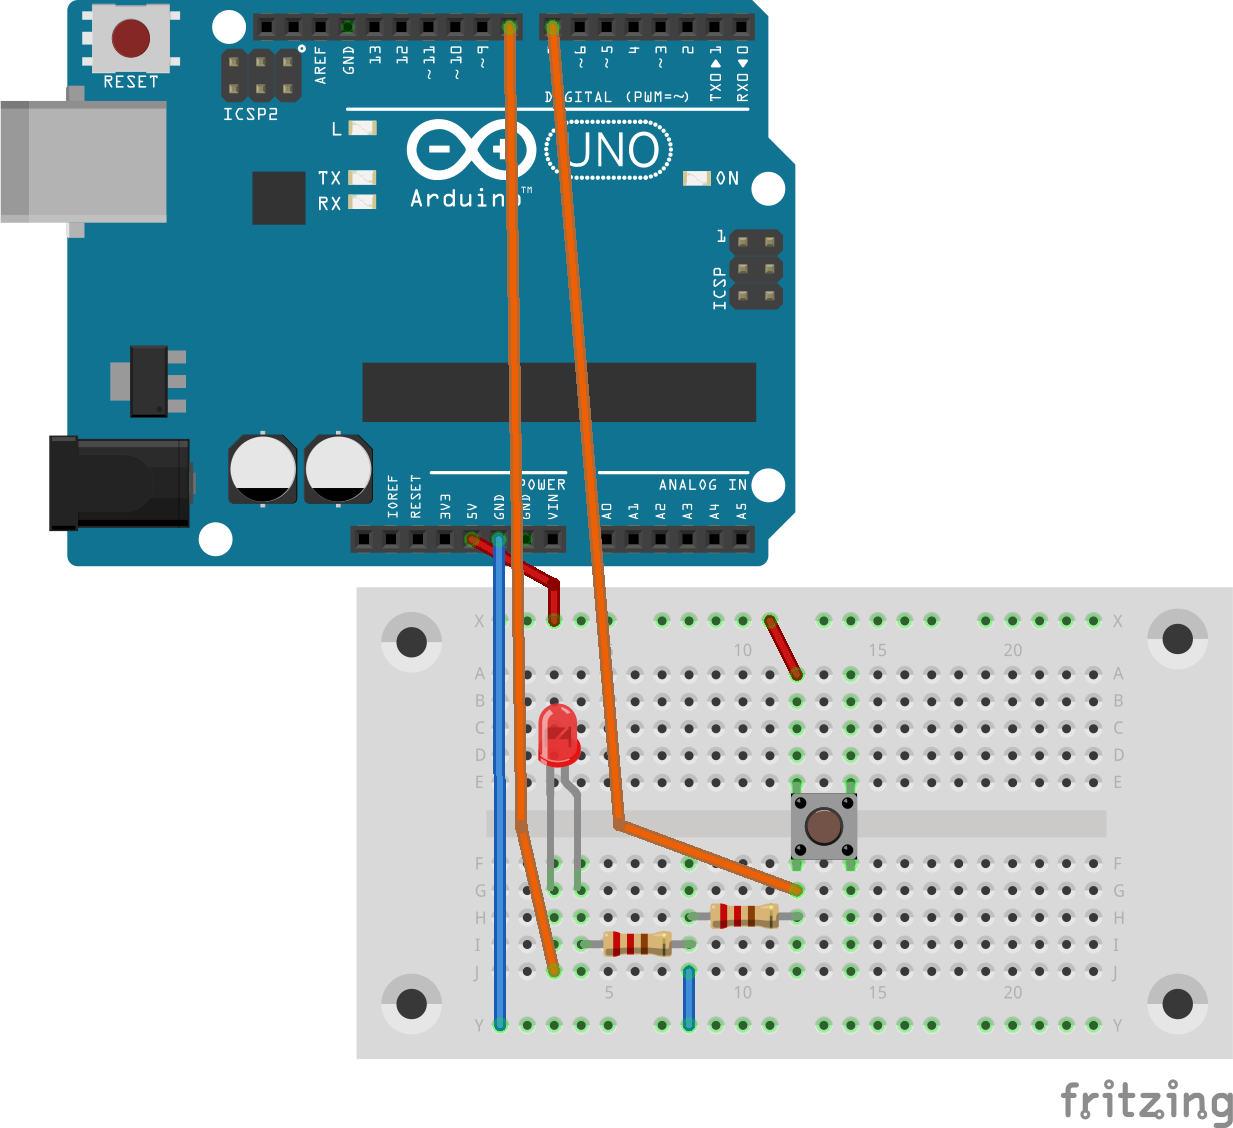 RESET
ICSP2
AREF
GND
13
12
~11
~10
~9
~6
~5
4
~3
2
TX0▶1
RX0◀0
DIGITAL (PWM=~)
L
TX
RX
Arduino™
UNO
ON
1
ICSP
IOREF
RESET
3V3
5V
GND
GND
VIN
POWER
ANALOG IN
A0
A1
A2
A3
A4
A5
X X
10 15 20
A A
B B
C C
D D
E E
F F
G G
H H
I I
J J
5 10 15 20
Y Y
fritzing